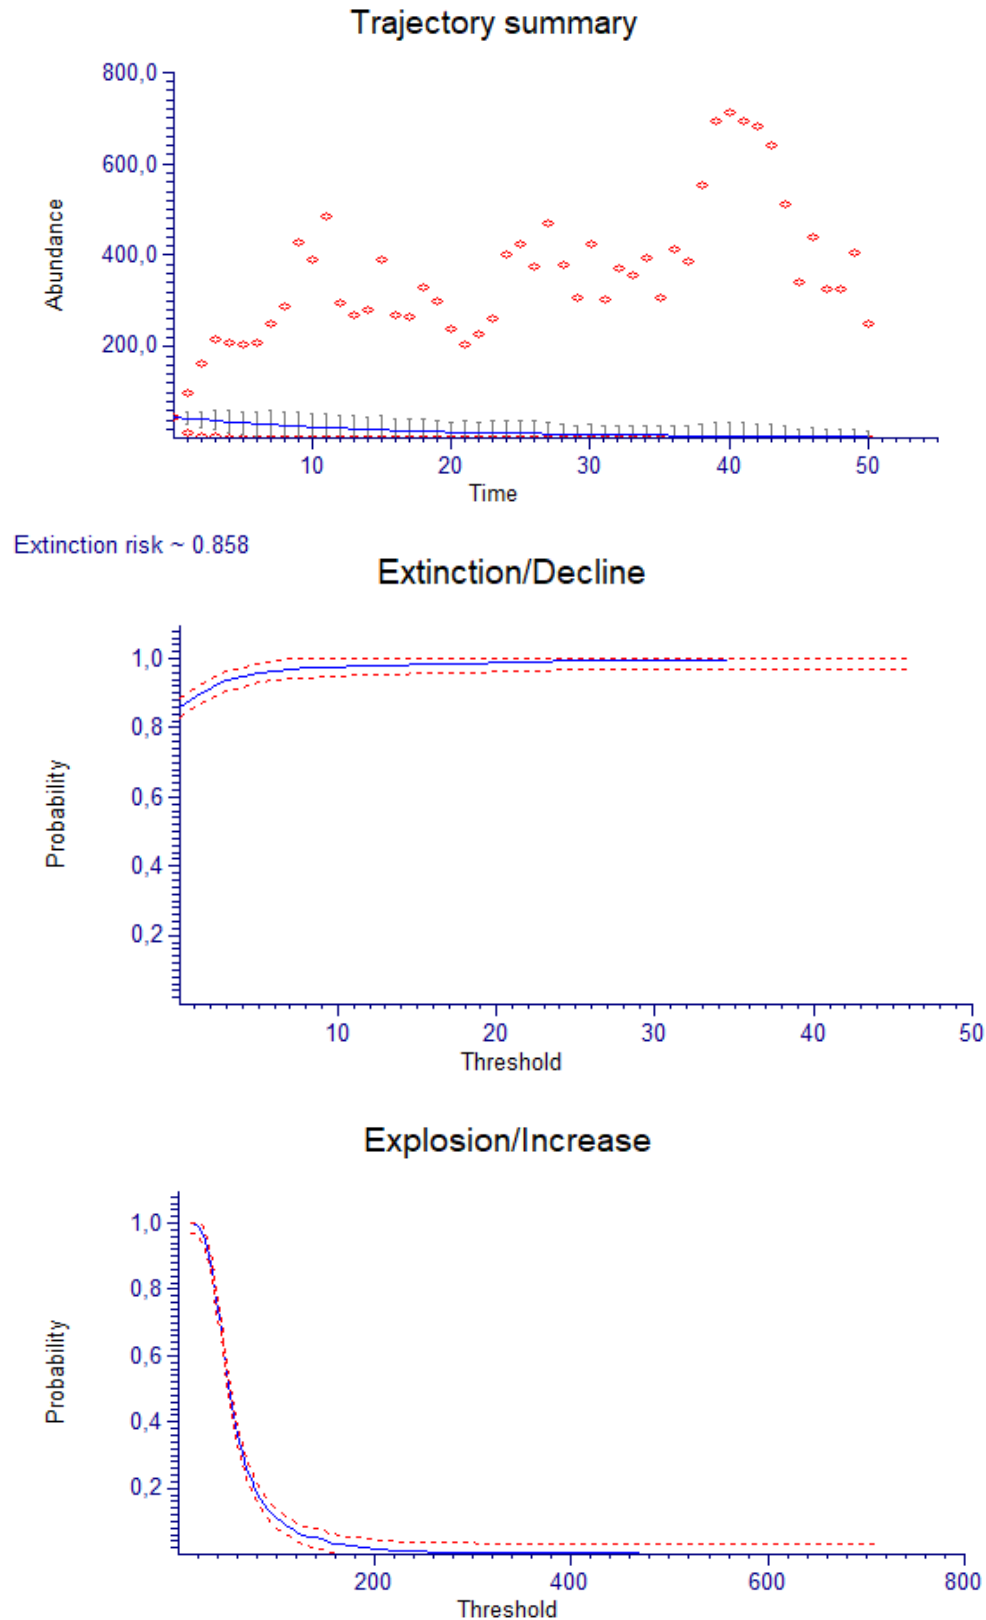 Trajectory summary
800,0
600,0
400,0
200,0
Abundance
10 20 30 40 50
Time
Extinction risk ~ 0.858
Extinction/Decline
1,0
0,8
0,6
0,4
0,2
Probability
10 20 30 40 50
Threshold
Explosion/Increase
1,0
0,8
0,6
0,4
0,2
Probability
200 400 600 800
Threshold